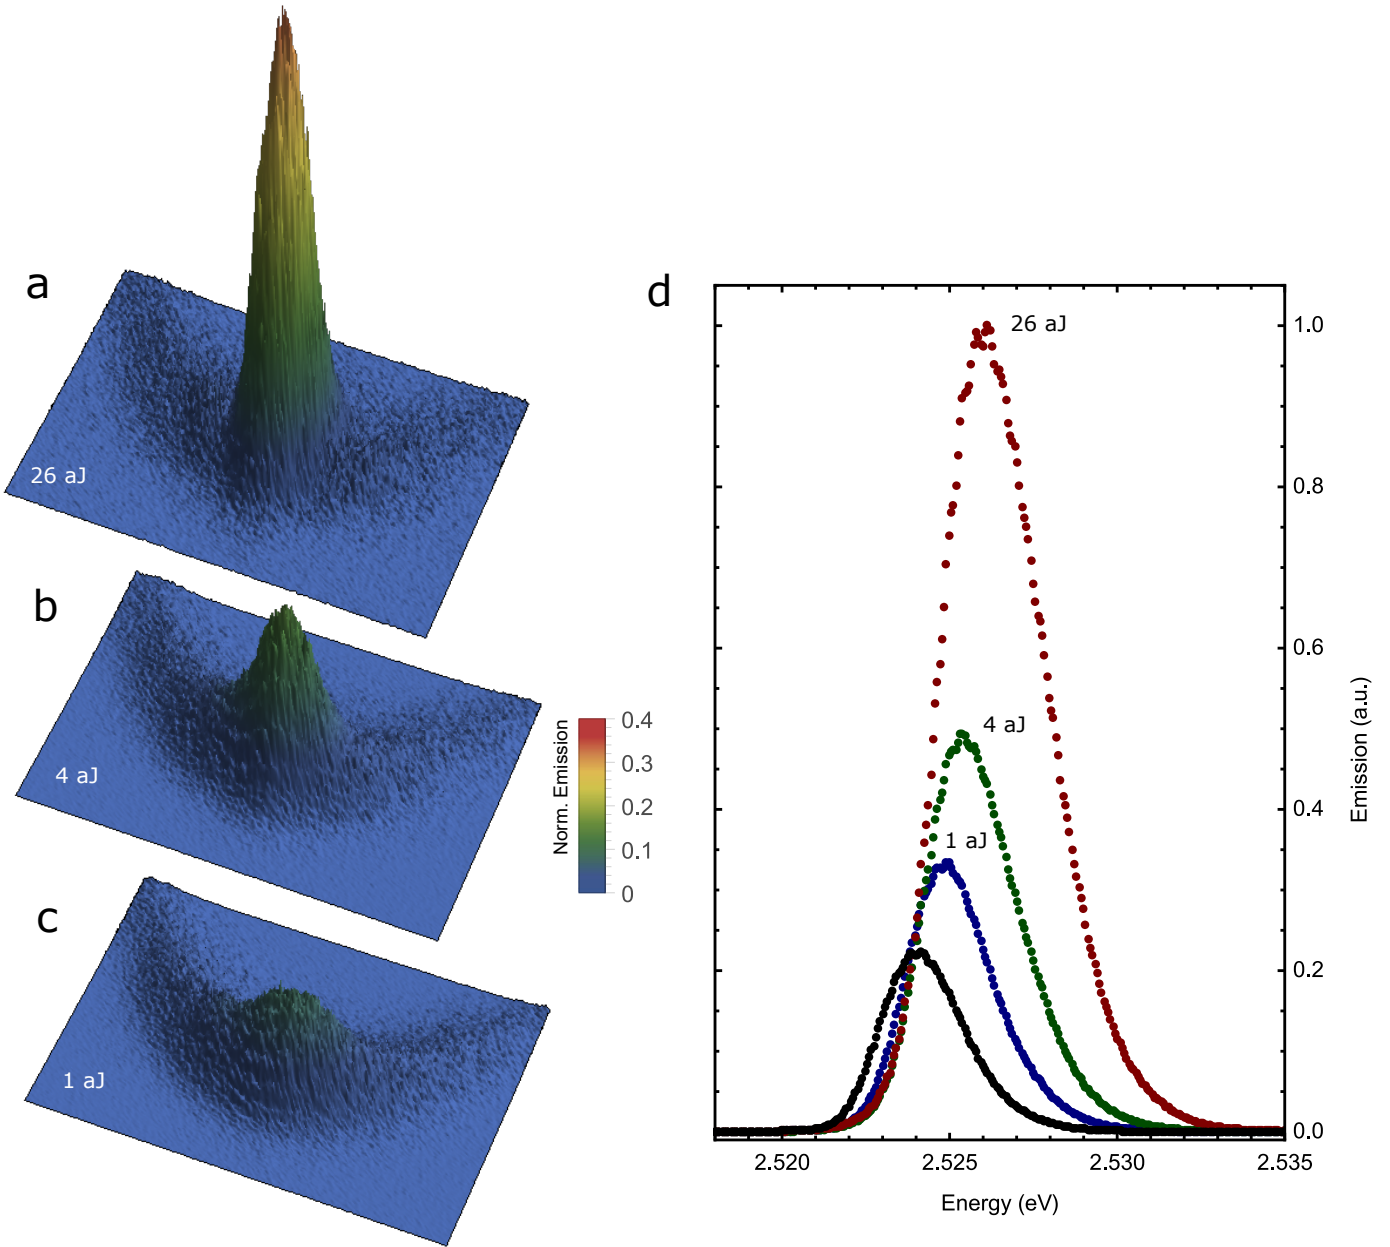 a
26 aJ
b
4 aJ
c
1 aJ
Norm. Emission
0.4
0.3
0.2
0.1
0
d
26 aJ
4 aJ
1 aJ
1.0
0.8
0.6
0.4
0.2
0.0
Emission (a.u.)
2.520 2.525 2.530 2.535
Energy (eV)